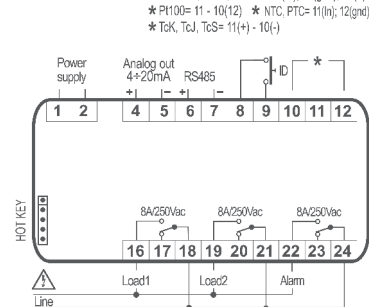 * Pt100= 11 - 10(12) * NTC, PTC= 11(In); 12(gnd)
* TcK, TcJ, TcS= 11(+) - 10(-)
Power supply
Analog out 4÷20mA
RS485
ID
*
+ - + -
1 2 4 5 6 7 8 9 10 11 12
HOT KEY
8A/250Vac 8A/250Vac 8A/250Vac
16 17 18 19 20 21 22 23 24
Load1 Load2 Alarm
Line